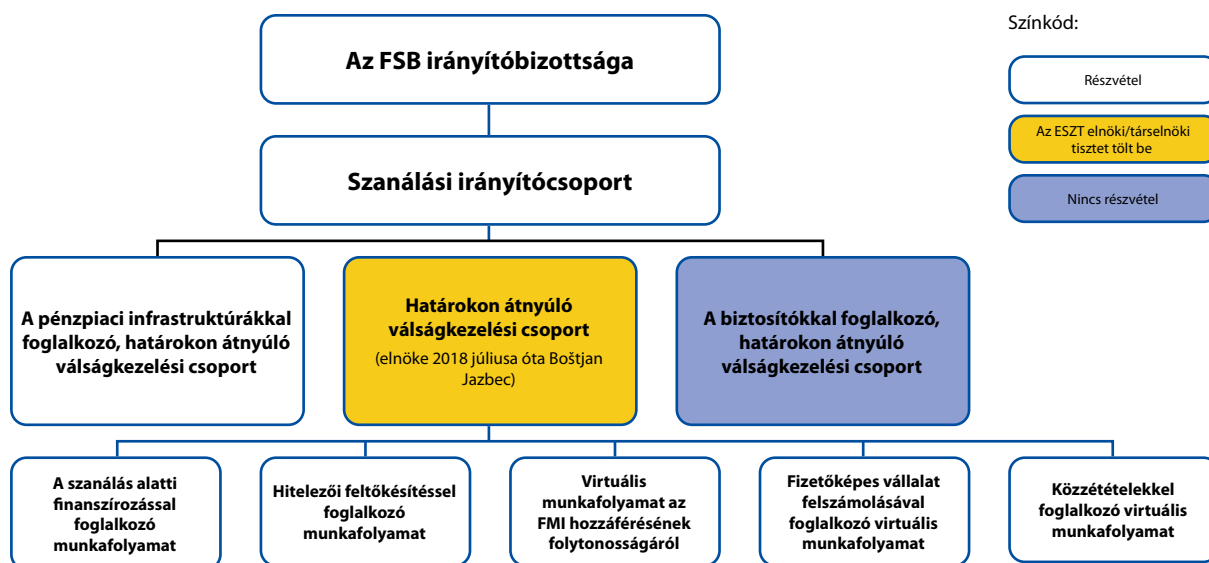 Az FSB irányítóbizottsága
Színkód:
Részvétel
Az ESZT elnöki/társelnöki
tisztet tölt be
Nincs részvétel
Szanálási irányítócsoport
A pénzpiaci infrastruktúrákkal
foglalkozó, határokon átnyúló
válságkezelési csoport
Határokon átnyúló
válságkezelési csoport
(elnöke 2018 júliusa óta Boštjan
Jazbec)
A biztosítókkal foglalkozó,
határokon átnyúló
válságkezelési csoport
A szanálás alatti
finanszírozással
foglalkozó
munkafolyamat
Hitelezői feltőkésítéssel
foglalkozó
munkafolyamat
Virtuális
munkafolyamat az
FMI hozzáférésének
folytonosságáról
Fizetőképes vállalat
felszámolásával
foglalkozó virtuális
munkafolyamat
Közzétételekkel
foglalkozó virtuális
munkafolyamat